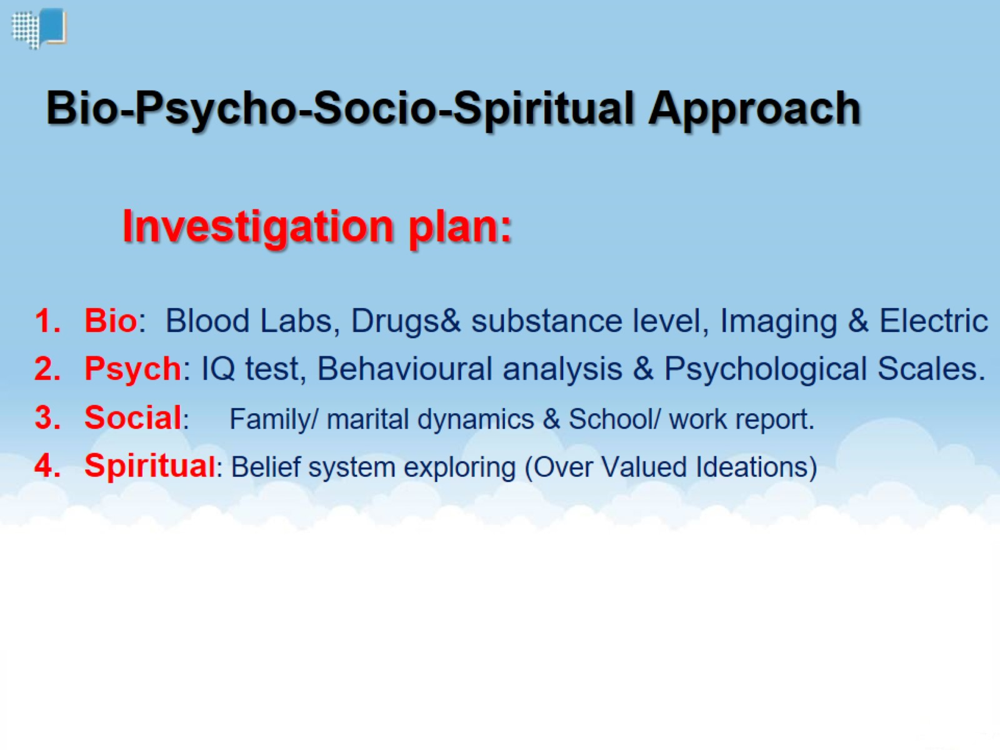 Bio-Psycho-Socio-Spiritual Approach
Investigation plan:
1. Bio: Blood Labs, Drugs& substance level, Imaging & Electric
2. Psych: IQ test, Behavioural analysis & Psychological Scales.
3. Social: Family/ marital dynamics & School/ work report.
4. Spiritual: Belief system exploring (Over Valued Ideations)